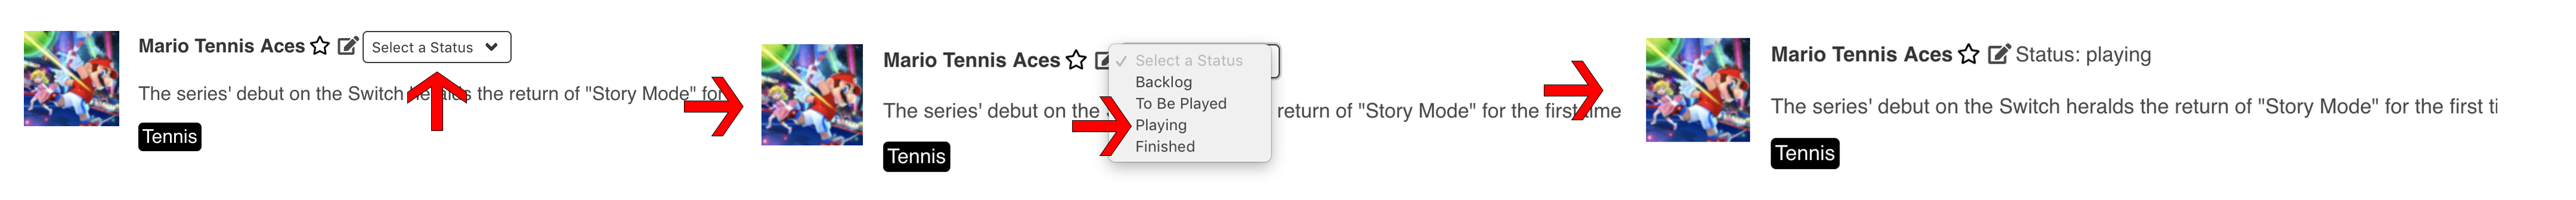 Mario Tennis Aces Select a Status
The series' debut on the Switch heralds the return of "Story Mode" for
Tennis
Mario Tennis Aces
Select a Status
Backlog
To Be Played
Playing
Finished
The series' debut on the return of "Story Mode" for the first time
Tennis
Mario Tennis Aces Status: playing
The series' debut on the Switch heralds the return of "Story Mode" for the first ti
Tennis